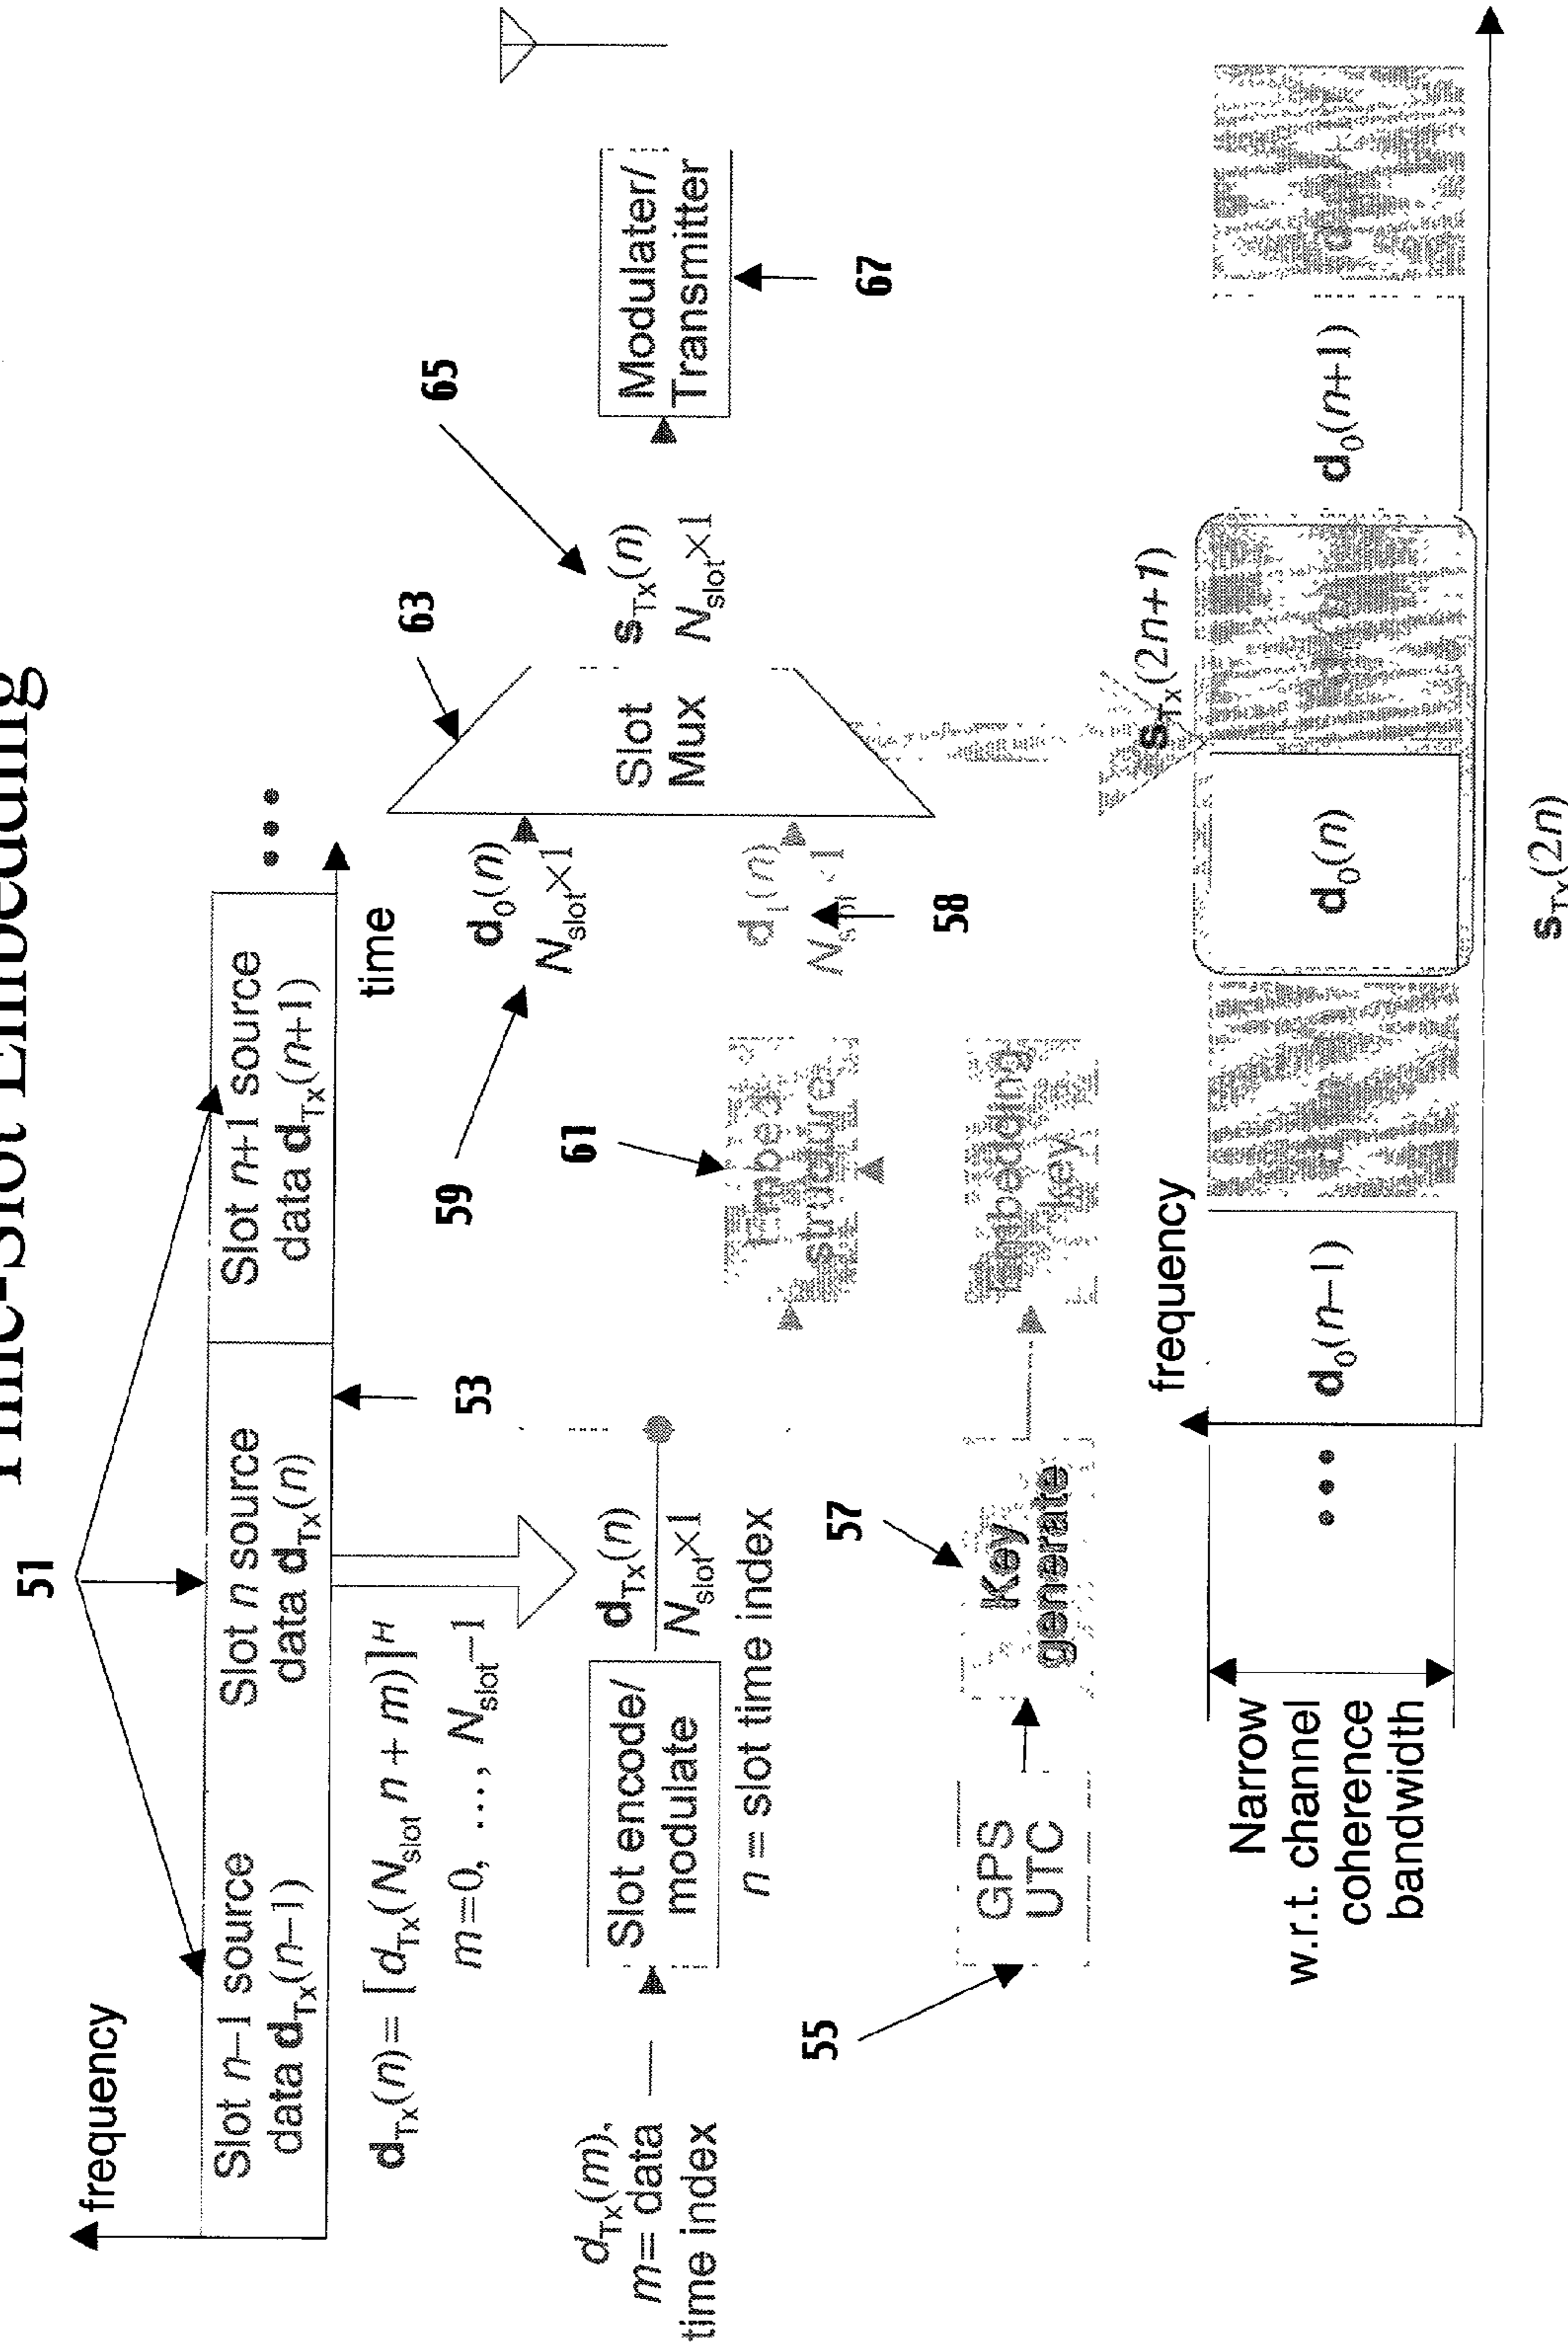 Time-Slot Embedding
51
frequency
Slot n–1 source
data d_Tx(n–1)
Slot n source
data d_Tx(n)
Slot n+1 source
data d_Tx(n+1)
•••
time
53
d_Tx(n) = [d_Tx(N_slot n + m)]^H
m=0, …, N_slot–1
d_Tx(m),
m= data
time index
Slot encode/
modulate
d_Tx(n)
N_slot×1
n = slot time index
59
d_0(n)
N_slot×1
61
Embed
structure
d_1(n)
N_slot×1
58
63
Slot
Mux
65
s_Tx(n)
N_slot×1
Modulater/
Transmitter
67
55
GPS
UTC
57
Key
generate
Embedding
key
Narrow
w.r.t. channel
coherence
bandwidth
frequency
•••
d_0(n–1)
d_0(n)
s_Tx(2n+1)
d_0(n+1)
s_Tx(2n)